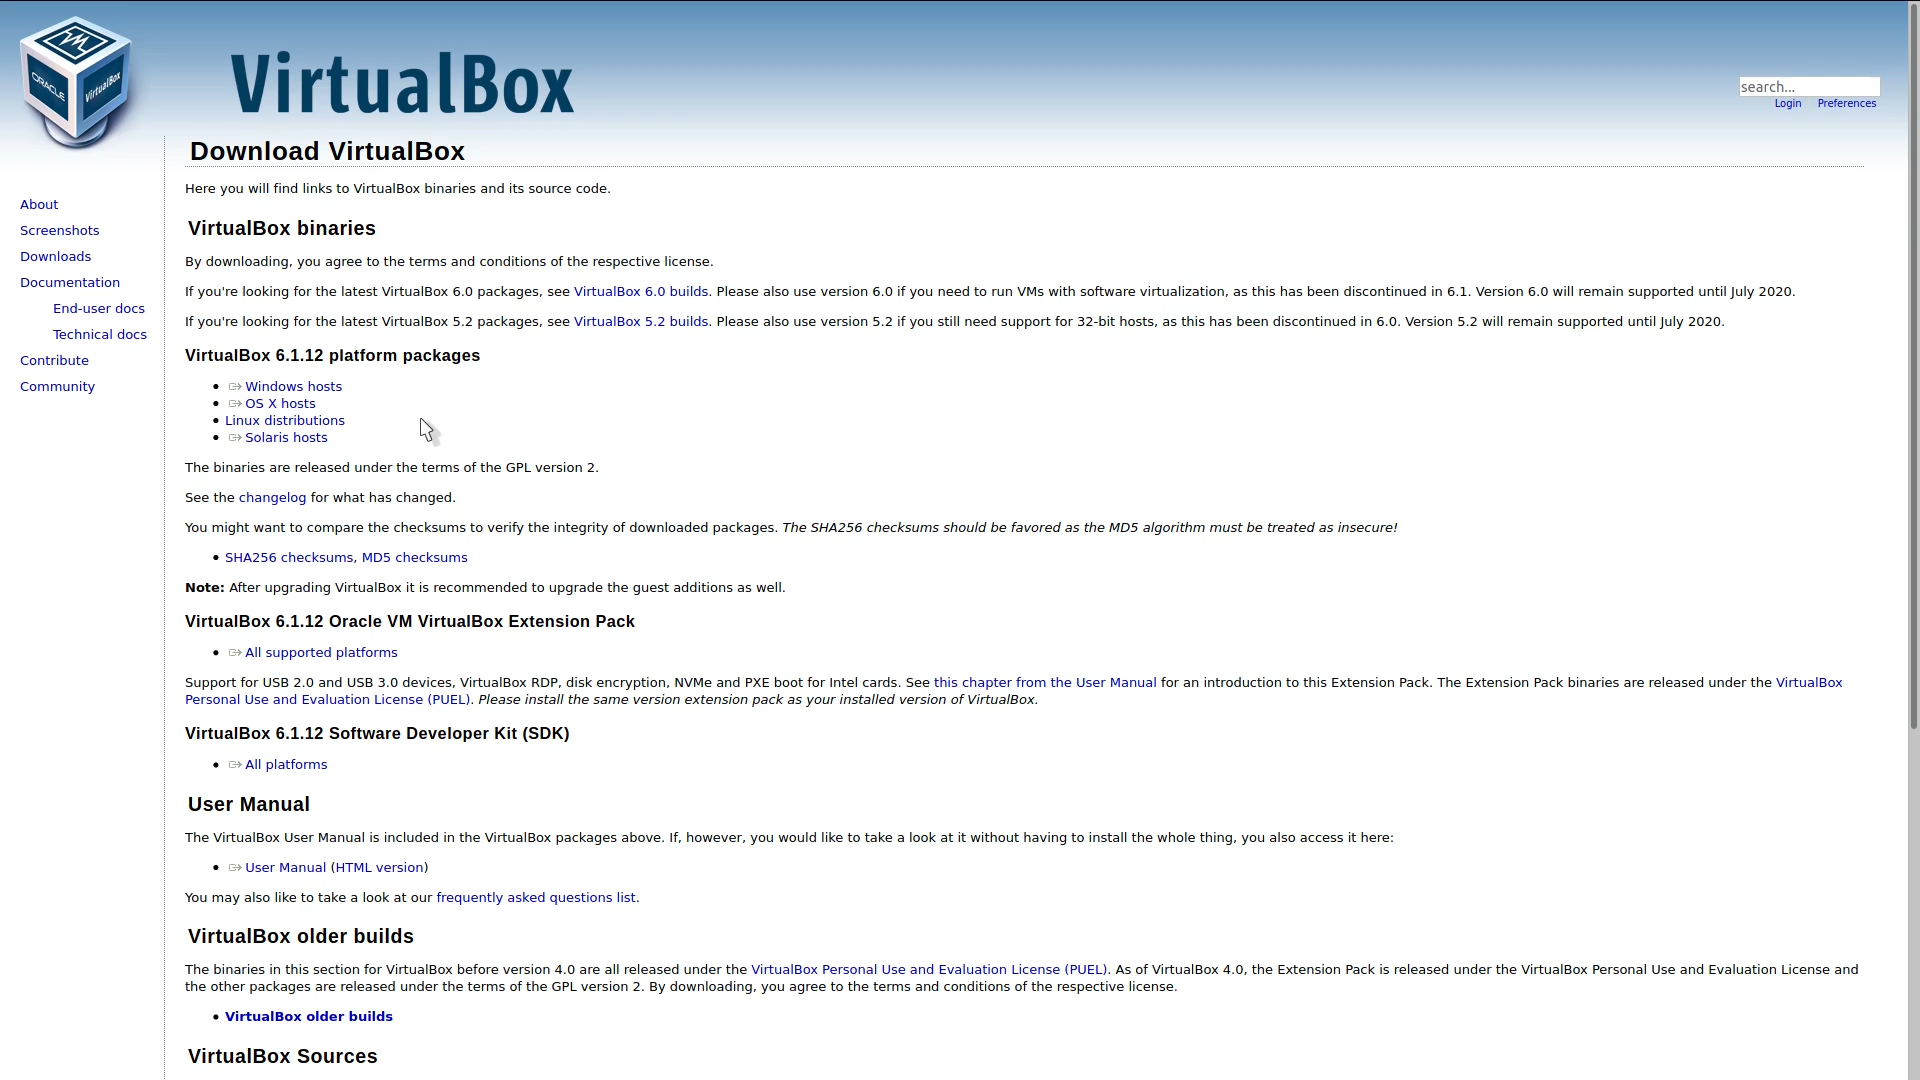 ORACLE
VirtualBox
VirtualBox
search...
Login Preferences
Download VirtualBox
Here you will find links to VirtualBox binaries and its source code.
About
Screenshots
Downloads
Documentation
End-user docs
Technical docs
Contribute
Community
VirtualBox binaries
By downloading, you agree to the terms and conditions of the respective license.
If you're looking for the latest VirtualBox 6.0 packages, see VirtualBox 6.0 builds. Please also use version 6.0 if you need to run VMs with software virtualization, as this has been discontinued in 6.1. Version 6.0 will remain supported until July 2020.
If you're looking for the latest VirtualBox 5.2 packages, see VirtualBox 5.2 builds. Please also use version 5.2 if you still need support for 32-bit hosts, as this has been discontinued in 6.0. Version 5.2 will remain supported until July 2020.
VirtualBox 6.1.12 platform packages
• Windows hosts
• OS X hosts
• Linux distributions
• Solaris hosts
The binaries are released under the terms of the GPL version 2.
See the changelog for what has changed.
You might want to compare the checksums to verify the integrity of downloaded packages. The SHA256 checksums should be favored as the MD5 algorithm must be treated as insecure!
• SHA256 checksums, MD5 checksums
Note: After upgrading VirtualBox it is recommended to upgrade the guest additions as well.
VirtualBox 6.1.12 Oracle VM VirtualBox Extension Pack
• All supported platforms
Support for USB 2.0 and USB 3.0 devices, VirtualBox RDP, disk encryption, NVMe and PXE boot for Intel cards. See this chapter from the User Manual for an introduction to this Extension Pack. The Extension Pack binaries are released under the VirtualBox
Personal Use and Evaluation License (PUEL). Please install the same version extension pack as your installed version of VirtualBox.
VirtualBox 6.1.12 Software Developer Kit (SDK)
• All platforms
User Manual
The VirtualBox User Manual is included in the VirtualBox packages above. If, however, you would like to take a look at it without having to install the whole thing, you also access it here:
• User Manual (HTML version)
You may also like to take a look at our frequently asked questions list.
VirtualBox older builds
The binaries in this section for VirtualBox before version 4.0 are all released under the VirtualBox Personal Use and Evaluation License (PUEL). As of VirtualBox 4.0, the Extension Pack is released under the VirtualBox Personal Use and Evaluation License and
the other packages are released under the terms of the GPL version 2. By downloading, you agree to the terms and conditions of the respective license.
• VirtualBox older builds
VirtualBox Sources